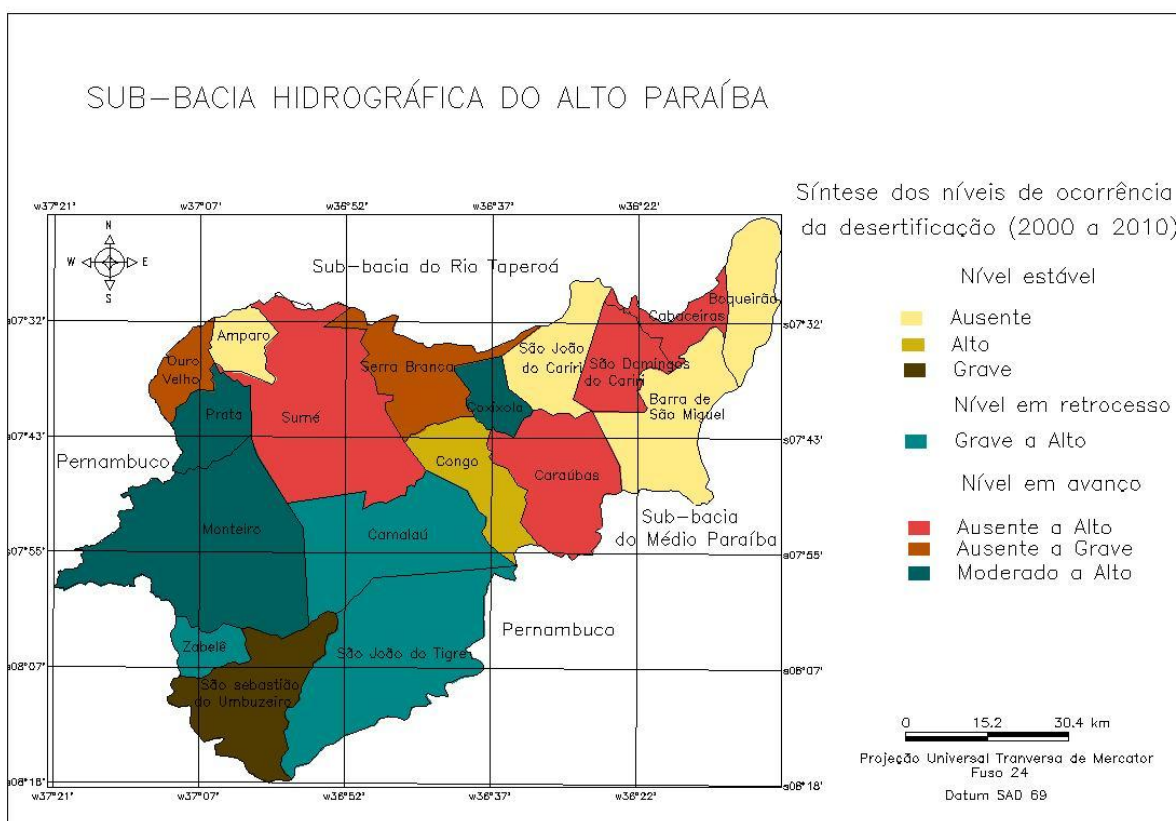 SUB-BACIA HIDROGRÁFICA DO ALTO PARAÍBA
Síntese dos níveis de ocorrência
da desertificação (2000 a 2010)
Nível estável
Ausente
Alto
Grave
Nível em retrocesso
Grave a Alto
Nível em avanço
Ausente a Alto
Ausente a Grave
Moderado a Alto
w37°21' w37°07' w36°52' w36°37' w36°22'
N
W E
S
Sub-bacia do Rio Taperoá
Boqueirão
Cabaceiras
s07°32' s07°32'
Amparo
São João
do Cariri
Ouro
Velho
Serra Branca
São Domingos
do Cariri
Barra de
São Miguel
Coxixola
Prata
Sumé
s07°43' s07°43'
Pernambuco
Congo
Caraúbas
Monteiro
Camalaú
Sub-bacia
do Médio Paraíba
s07°55' s07°55'
Pernambuco
Zabelê
São João do Tigre
s08°07' s08°07'
São sebastião
do Umbuzeiro
s08°18' s08°18'
w37°21' w37°07' w36°52' w36°37' w36°22'
0 15.2 30.4 km
Projeção Universal Tranversa de Mercator
Fuso 24
Datum SAD 69